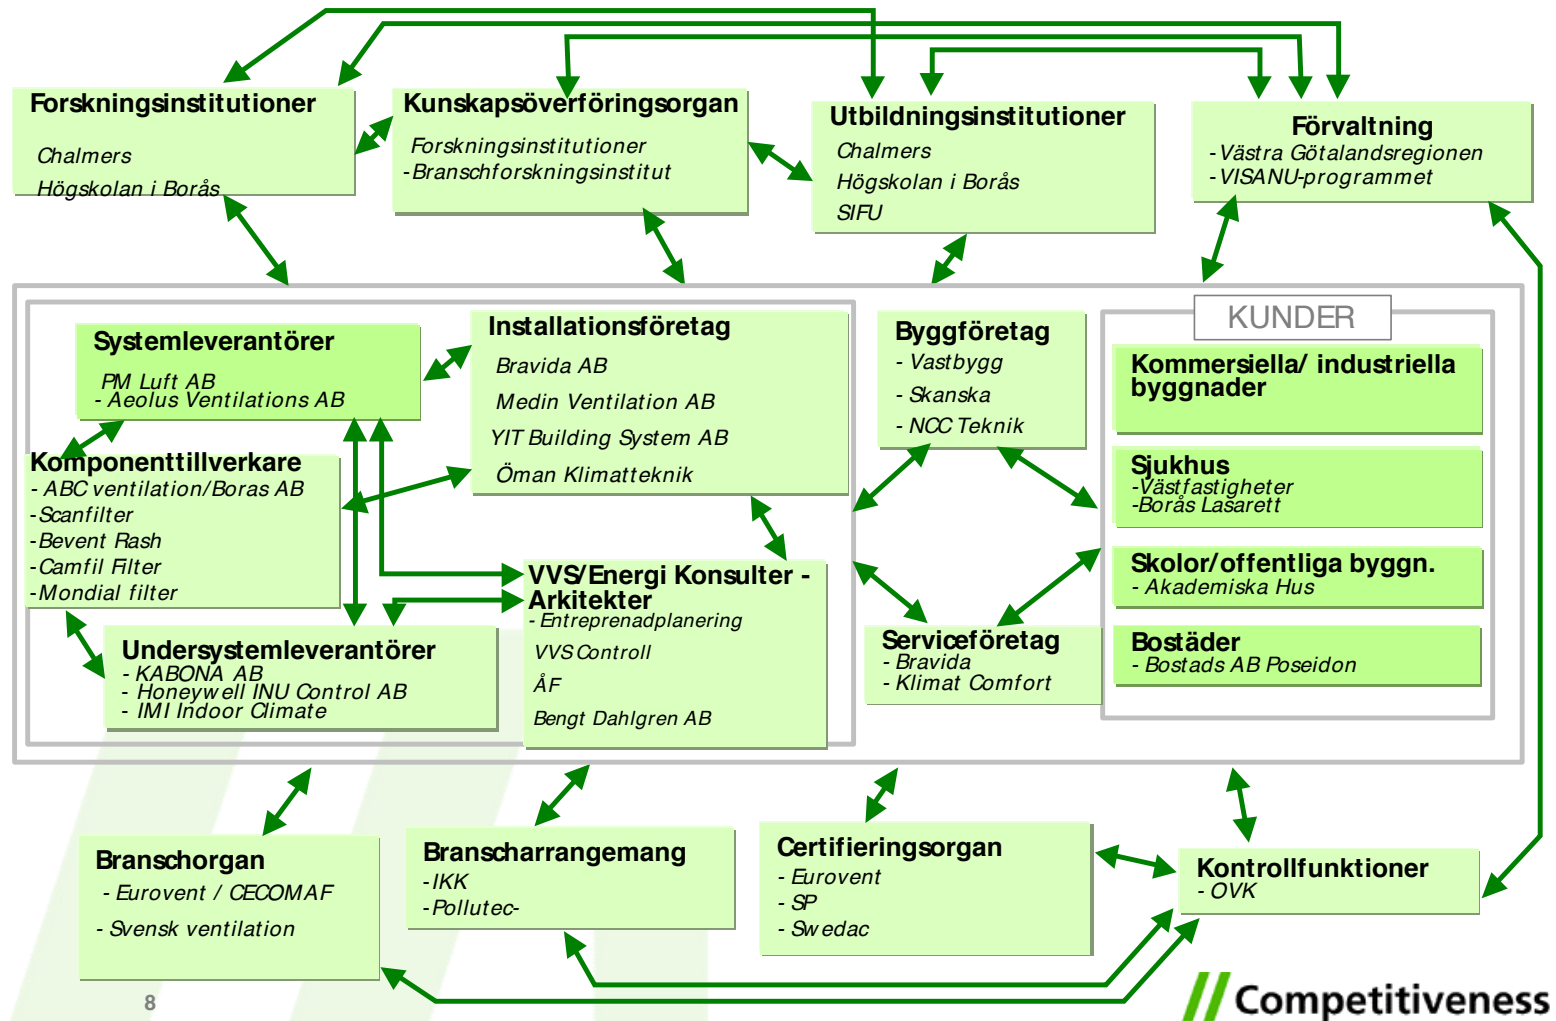 Forskningsinstitutioner
Chalmers
Högskolan i Borås
Kunskapsöverföringsorgan
Forskningsinstitutioner
-Branschforskningsinstitut
Utbildningsinstitutioner
Chalmers
Högskolan i Borås
SIFU
Förvaltning
- Västra Götalandsregionen
- VISANU-programmet
Systemleverantörer
PM Luft AB
- Aeolus Ventilations AB
Installationsföretag
Bravida AB
Medin Ventilation AB
YIT Building System AB
Öman Klimatteknik
Komponenttillverkare
- ABC ventilation/Boras AB
-Scanfilter
-Bevent Rash
-Camfil Filter
-Mondial filter
Undersystemleverantörer
- KABONA AB
- Honeywell INU Control AB
- IMI Indoor Climate
VVS/Energi Konsulter -
Arkitekter
- Entreprenadplanering
VVS Controll
ÅF
Bengt Dahlgren AB
Byggföretag
- Vastbygg
- Skanska
- NCC Teknik
Serviceföretag
- Bravida
- Klimat Comfort
KUNDER
Kommersiella/ industriella
byggnader
Sjukhus
-Västfastigheter
-Borås Lasarett
Skolor/offentliga byggn.
- Akademiska Hus
Bostäder
- Bostads AB Poseidon
Branschorgan
- Eurovent / CECOMAF
- Svensk ventilation
Branscharrangemang
-IKK
-Pollutec-
Certifieringsorgan
- Eurovent
- SP
- Swedac
Kontrollfunktioner
- OVK
8
Competitiveness